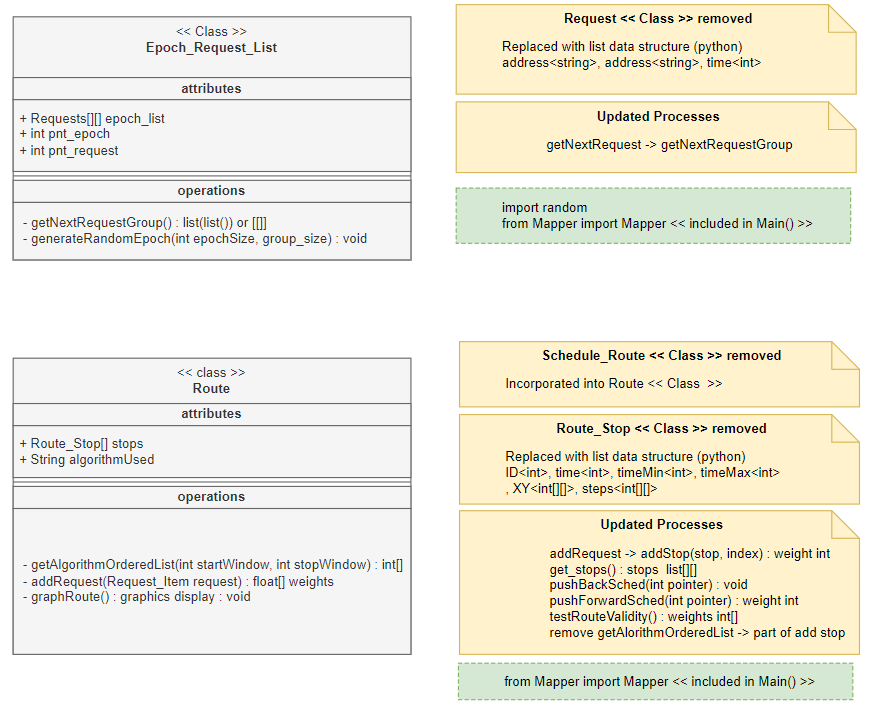 << Class >>
Epoch_Request_List
attributes
+ Requests[][] epoch_list
+ int pnt_epoch
+ int pnt_request
operations
- getNextRequestGroup() : list(list()) or [[]]
- generateRandomEpoch(int epochSize, group_size) : void
Request << Class >> removed
Replaced with list data structure (python)
address<string>, address<string>, time<int>
Updated Processes
getNextRequest -> getNextRequestGroup
import random
from Mapper import Mapper << included in Main() >>
<< class >>
Route
attributes
+ Route_Stop[] stops
+ String algorithmUsed
operations
- getAlgorithmOrderedList(int startWindow, int stopWindow) : int[]
- addRequest(Request_Item request) : float[] weights
- graphRoute() : graphics display : void
Schedule_Route << Class >> removed
Incorporated into Route << Class >>
Route_Stop << Class >> removed
Replaced with list data structure (python)
ID<int>, time<int>, timeMin<int>, timeMax<int>
, XY<int[][]>, steps<int[][]>
Updated Processes
addRequest -> addStop(stop, index) : weight int
get_stops() : stops list[][]
pushBackSched(int pointer) : void
pushForwardSched(int pointer) : weight int
testRouteValidity() : weights int[]
remove getAlorithmOrderedList -> part of add stop
from Mapper import Mapper << included in Main() >>